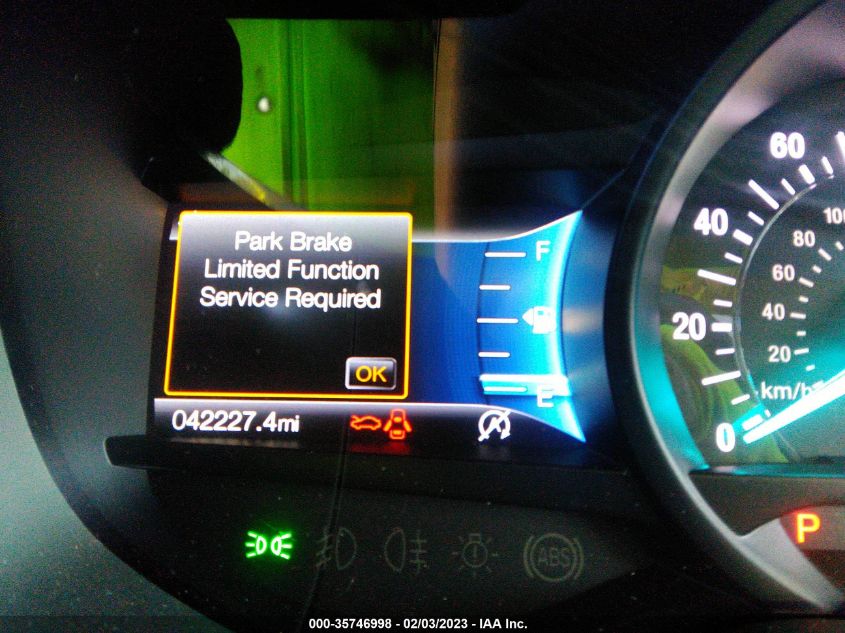 Park Brake
Limited Function
Service Required
OK
F
E
042227.4mi
60
40
20
0
100
80
60
40
20
km/h
P
ABS
000-35746998 - 02/03/2023 - IAA Inc.